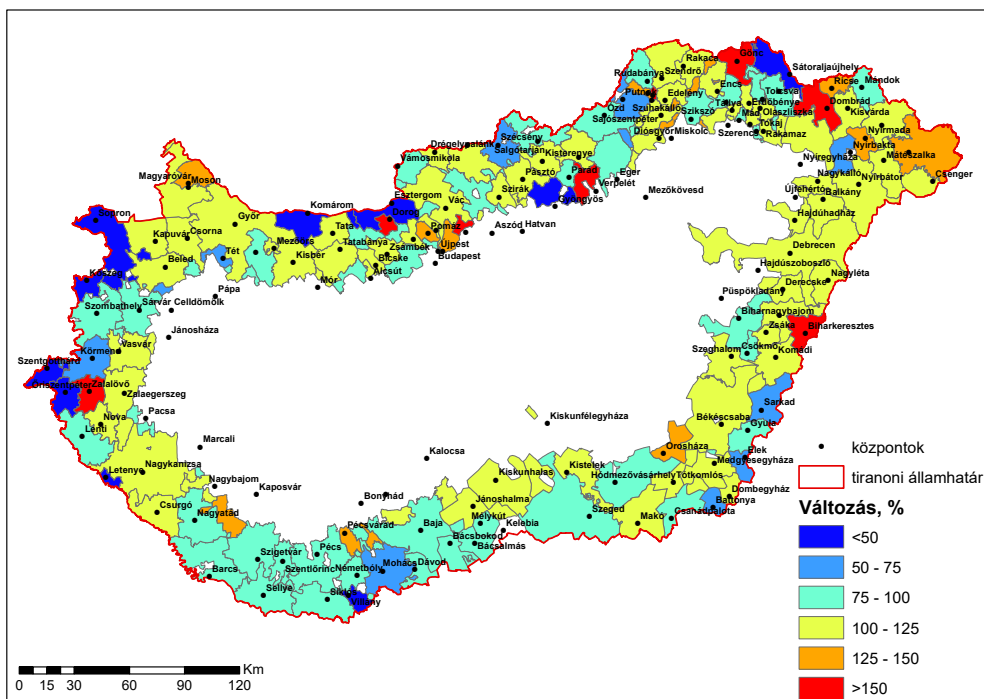 Rakaca
Gönc
Szendrő
Sátoraljaújhely
Rudabánya
Encs
Tolcsva
Ricse
Mándok
Putnok
Edelény
Tállya
Erdőbénye
Dombrád
Ózd
Szuhakálló
Szikszó
Mád
Olaszliszka
Kisvárda
Sajószentpéter
Tokaj
Szécsény
Diósgyőr
Miskolc
Szerencs
Rakamaz
Nyírmada
Drégelypalánk
Salgótarján
Kisterenye
Nyírbakta
Vámosmikola
Pásztó
Parád
Eger
Nyíregyháza
Mátészalka
Magyaróvár
Moson
Verpelét
Nagykálló
Nyírbátor
Csenger
Esztergom
Szirák
Gyöngyös
Mezőkövesd
Újfehértó
Balkány
Sopron
Komárom
Dorog
Vác
Hajdúhadház
Győr
Tata
Pomáz
Aszód
Hatvan
Kapuvár
Csorna
Mezőörs
Tatabánya
Zsámbék
Újpest
Debrecen
Beled
Tét
Kisbér
Bicske
Budapest
Hajdúszoboszló
Kőszeg
Mór
Alcsút
Derecske
Nagyléta
Pápa
Püspökladány
Szombathely
Sárvár
Celldömölk
Biharnagybajom
Jánosháza
Zsáka
Biharkeresztes
Körmend
Vasvár
Szeghalom
Csökmő
Komádi
Szentgotthárd
Őriszentpéter
Zalalövő
Zalaegerszeg
Sarkad
Pacsa
Kiskunfélegyháza
Békéscsaba
Nova
Gyula
Lenti
Marcali
Orosháza
Elek
Kalocsa
Medgyesegyháza
Letenye
Nagykanizsa
Kiskunhalas
Kistelek
Hódmezővásárhely
Tótkomlós
Nagybajom
Kaposvár
Bonyhád
Jánoshalma
Dombegyház
Battonya
Csurgó
Nagyatád
Mélykút
Szeged
Makó
Csanádpalota
Pécsvárad
Baja
Kelebia
Szigetvár
Pécs
Bácsbokod
Bácsalmás
Barcs
Szentlőrinc
Németbóly
Mohács
Dávod
Sellye
Siklós
Villány
központok
tiranoni államhatár
Változás, %
<50
50 - 75
75 - 100
100 - 125
125 - 150
>150
Km
0 15 30 60 90 120